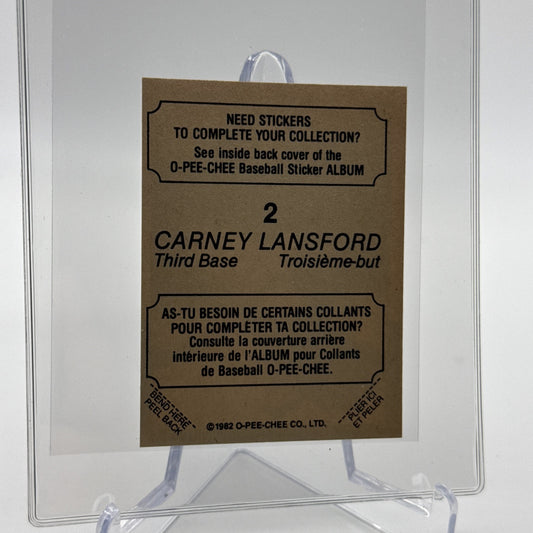 NEED STICKERS
TO COMPLETE YOUR COLLECTION?
See inside back cover of the
O-PEE-CHEE Baseball Sticker ALBUM
2
CARNEY LANSFORD
Third Base Troisième-but
AS-TU BESOIN DE CERTAINS COLLANTS
POUR COMPLÉTER TA COLLECTION?
Consulte la couverture arrière
intérieure de l'ALBUM pour Collants
de Baseball O-PEE-CHEE.
BEND HERE
PEEL BACK
PLIER ICI
ET PELER
©1982 O-PEE-CHEE CO., LTD.